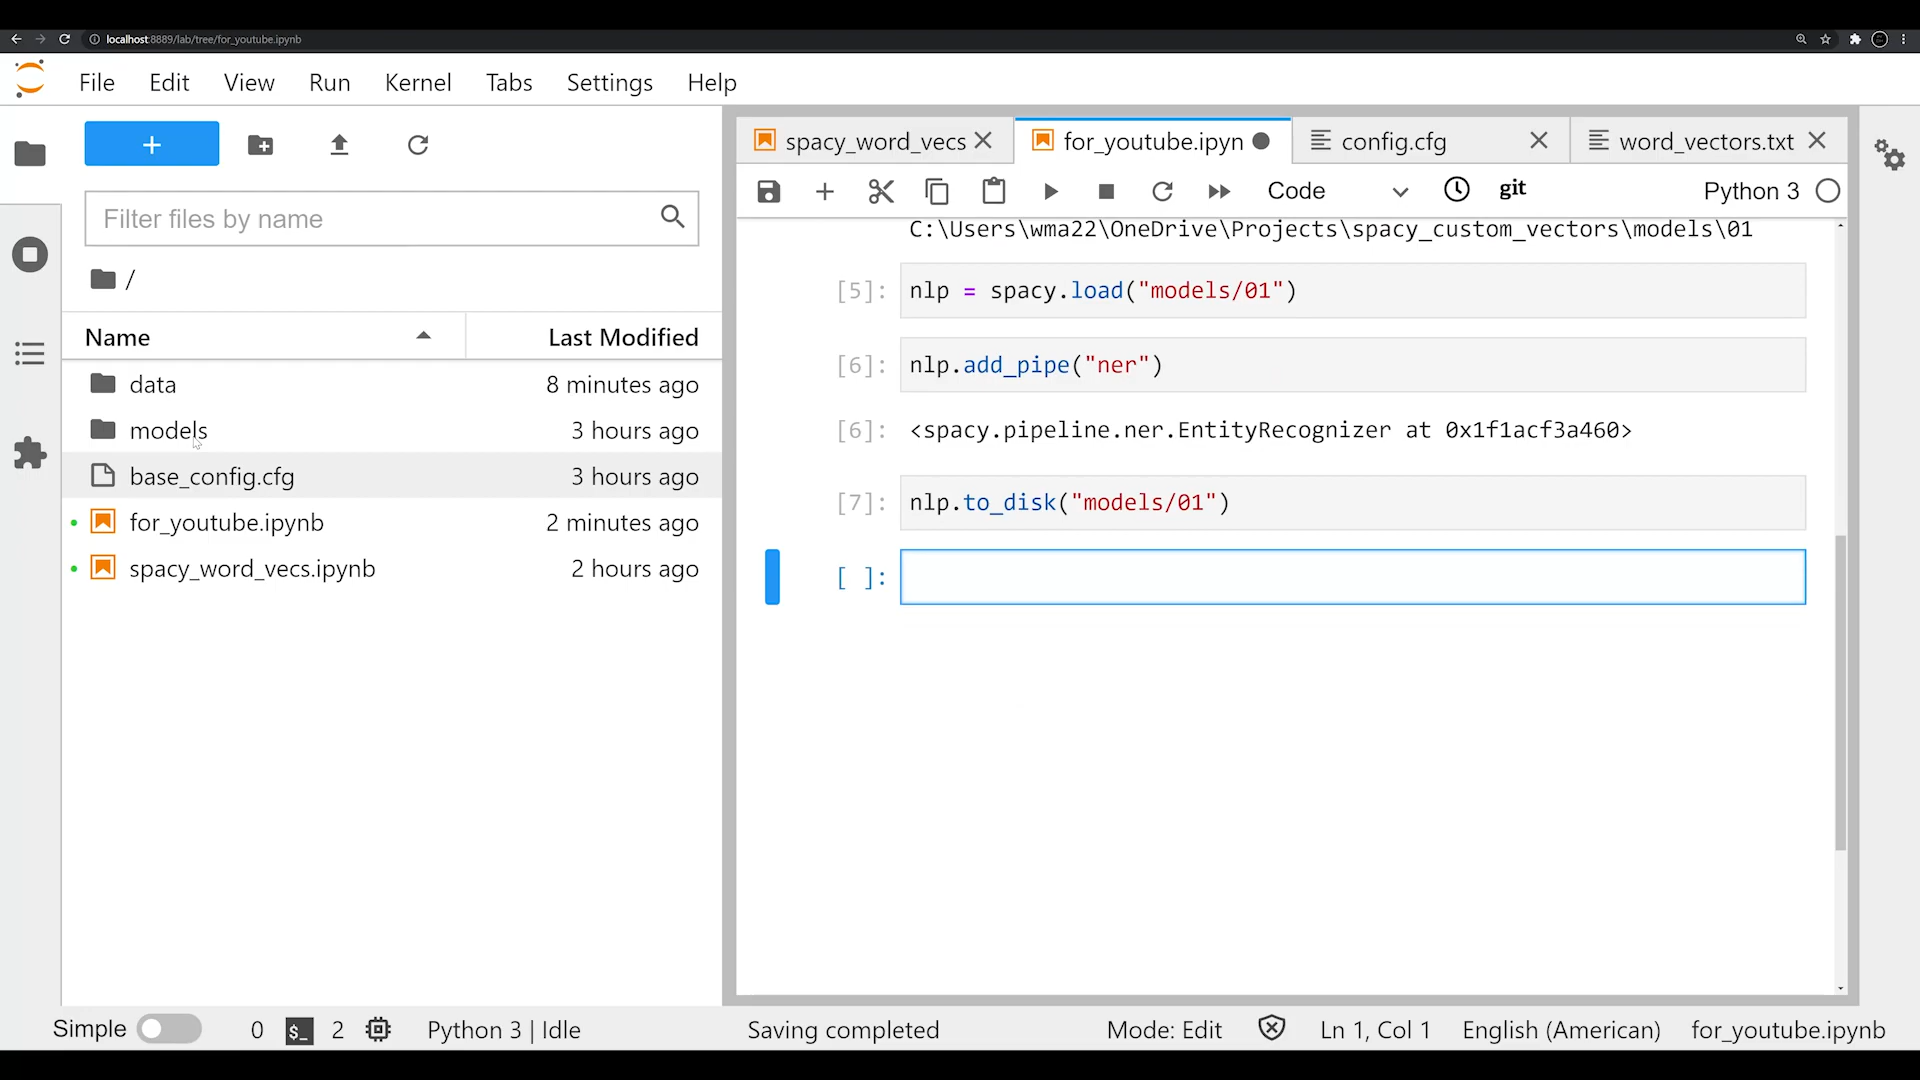 localhost:8889/lab/tree/for_youtube.ipynb
File Edit View Run Kernel Tabs Settings Help
Filter files by name
/
Name Last Modified
data 8 minutes ago
models 3 hours ago
base_config.cfg 3 hours ago
for_youtube.ipynb 2 minutes ago
spacy_word_vecs.ipynb 2 hours ago
spacy_word_vecs for_youtube.ipyn config.cfg word_vectors.txt
Code git Python 3
C:\Users\wma22\OneDrive\Projects\spacy_custom_vectors\models\01
[5]: nlp = spacy.load("models/01")
[6]: nlp.add_pipe("ner")
[6]: <spacy.pipeline.ner.EntityRecognizer at 0x1f1acf3a460>
[7]: nlp.to_disk("models/01")
[ ]:
Simple 0 $_ 2 Python 3 | Idle Saving completed Mode: Edit Ln 1, Col 1 English (American) for_youtube.ipynb